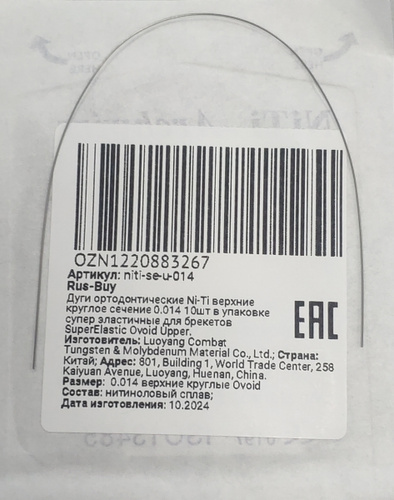 OZN1220883267
Артикул: niti-se-u-014
Rus-Buy
Дуги ортодонтические Ni-Ti верхние
круглое сечение 0.014 10шт в упаковке
супер эластичные для брекетов
SuperElastic Ovoid Upper.
EAC
Изготовитель: Luoyang Combat
Tungsten & Molybdenum Material Co., Ltd.; Страна:
Китай; Адрес: 801, Building 1, World Trade Center, 258
Kaiyuan Avenue, Luoyang, Huenan, China.
Размер: 0.014 верхние круглые Ovoid
Состав: нитиноловый сплав;
Дата изготовления: 10.2024